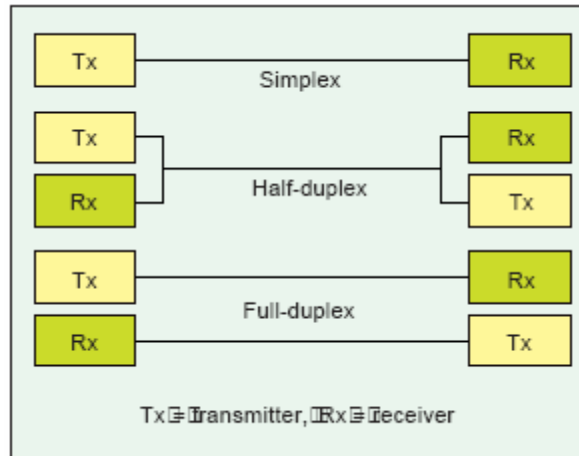 Tx Rx
Simplex
Tx Rx
Half-duplex
Rx Tx
Tx Rx
Full-duplex
Rx Tx
Tx = transmitter, Rx = receiver